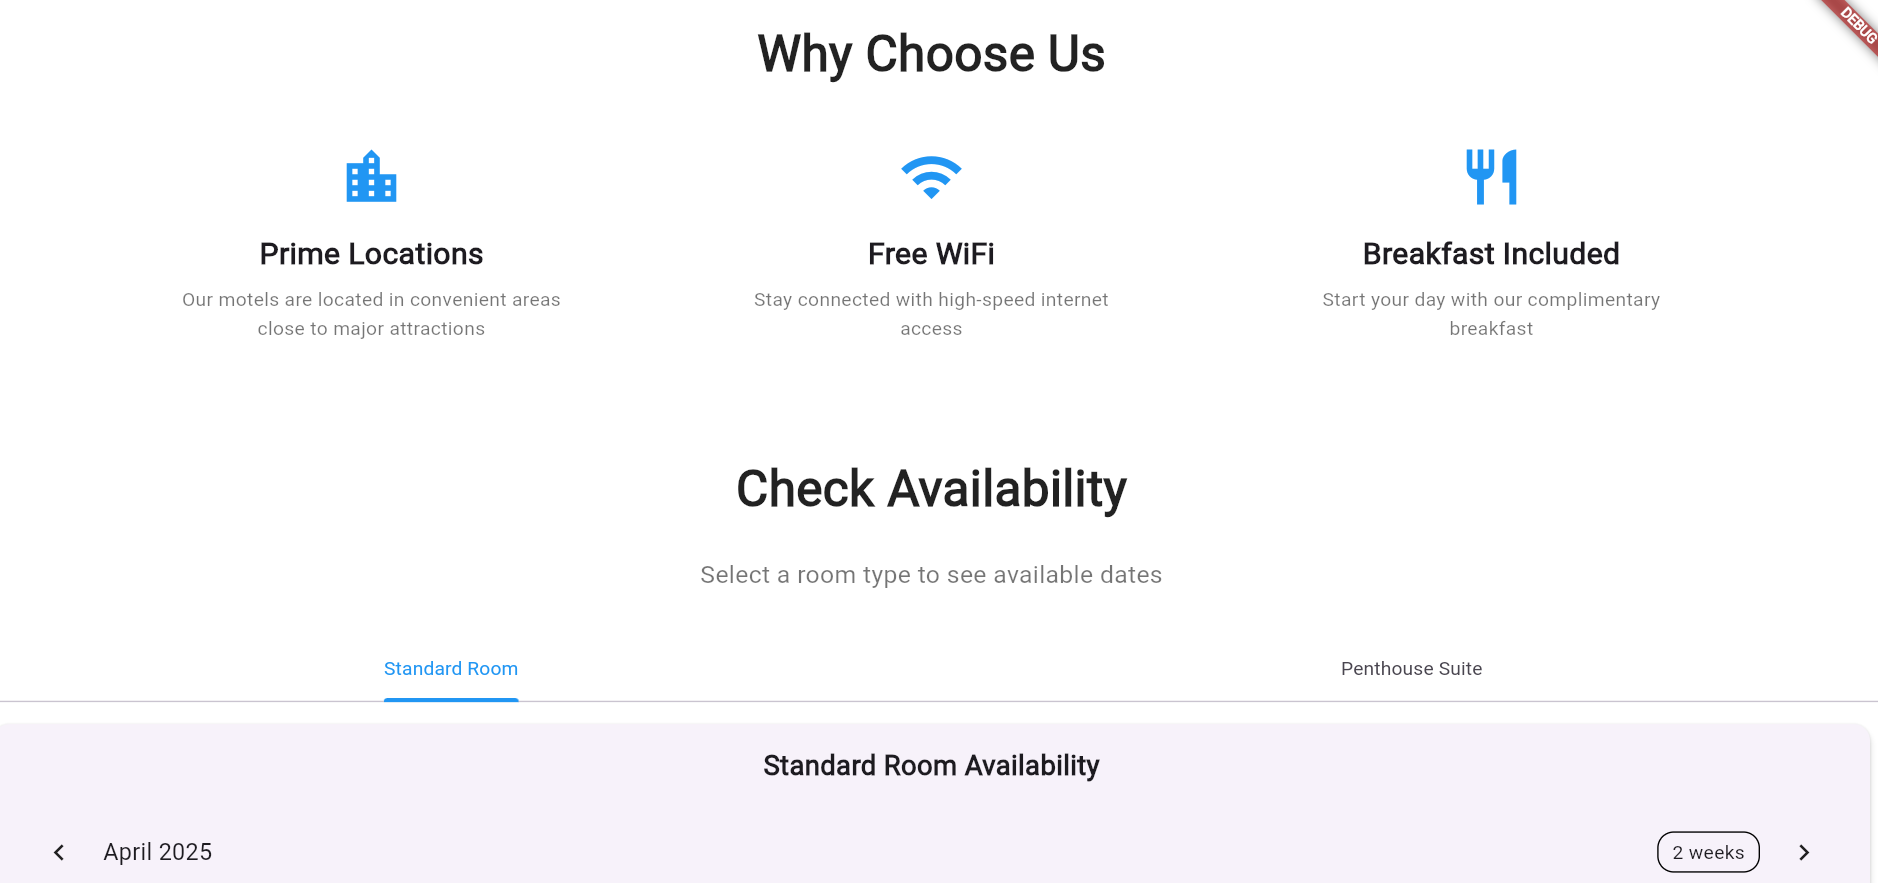 DEBUG
Why Choose Us
Prime Locations
Our motels are located in convenient areas
close to major attractions
Free WiFi
Stay connected with high-speed internet
access
Breakfast Included
Start your day with our complimentary
breakfast
Check Availability
Select a room type to see available dates
Standard Room
Penthouse Suite
Standard Room Availability
April 2025
2 weeks